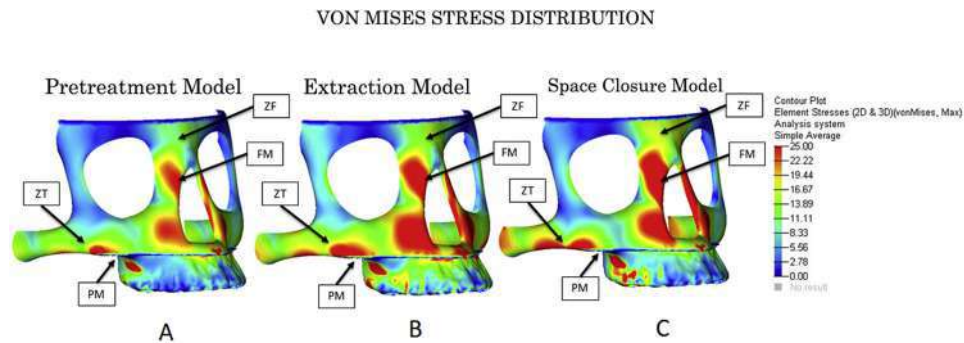 VON MISES STRESS DISTRIBUTION
Pretreatment Model
Extraction Model
Space Closure Model
ZF
FM
ZT
PM
A
ZF
FM
ZT
PM
B
ZF
FM
ZT
PM
C
Contour Plot
Element Stresses (2D & 3D)(vonMises, Max)
Analysis system
Simple Average
25.00
22.22
19.44
16.67
13.89
11.11
8.33
5.56
2.78
0.00
No result